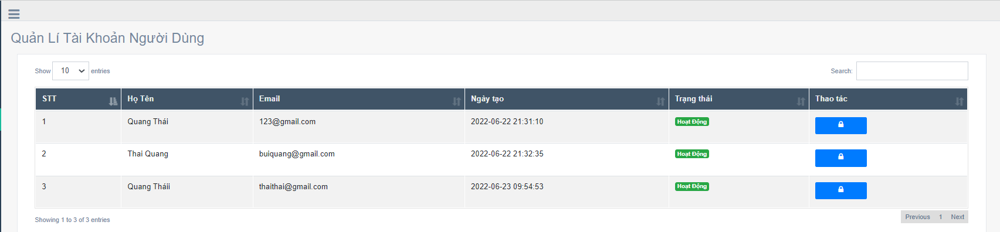 Quản Lí Tài Khoản Người Dùng
Show 10 entries Search:
STT Họ Tên Email Ngày tạo Trạng thái Thao tác
1 Quang Thái 123@gmail.com 2022-06-22 21:31:10 Hoạt Động
2 Thai Quang buiquang@gmail.com 2022-06-22 21:32:35 Hoạt Động
3 Quang Tháii thaithai@gmail.com 2022-06-23 09:54:53 Hoạt Động
Showing 1 to 3 of 3 entries Previous 1 Next